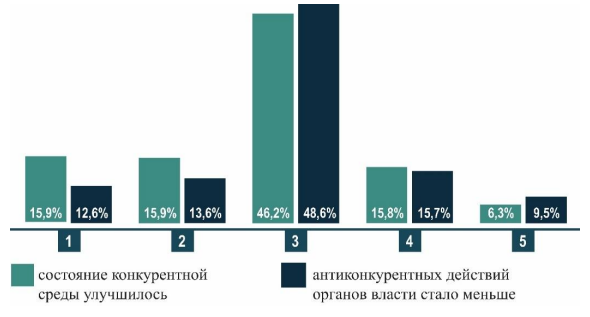 15,9% 12,6% 15,9% 13,6% 46,2% 48,6% 15,8% 15,7% 6,3% 9,5%
1 2 3 4 5
состояние конкурентной
среды улучшилось
антиконкурентных действий
органов власти стало меньше